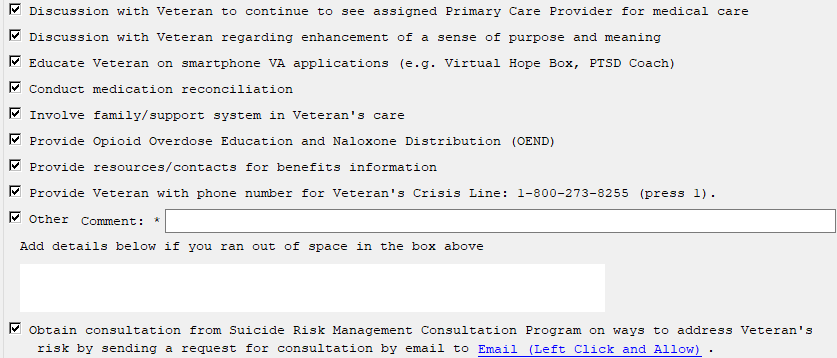 Discussion with Veteran to continue to see assigned Primary Care Provider for medical care
Discussion with Veteran regarding enhancement of a sense of purpose and meaning
Educate Veteran on smartphone VA applications (e.g. Virtual Hope Box, PTSD Coach)
Conduct medication reconciliation
Involve family/support system in Veteran's care
Provide Opioid Overdose Education and Naloxone Distribution (OEND)
Provide resources/contacts for benefits information
Provide Veteran with phone number for Veteran's Crisis Line: 1-800-273-8255 (press 1).
Other Comment: *
Add details below if you ran out of space in the box above
Obtain consultation from Suicide Risk Management Consultation Program on ways to address Veteran's
risk by sending a request for consultation by email to Email (Left Click and Allow) .